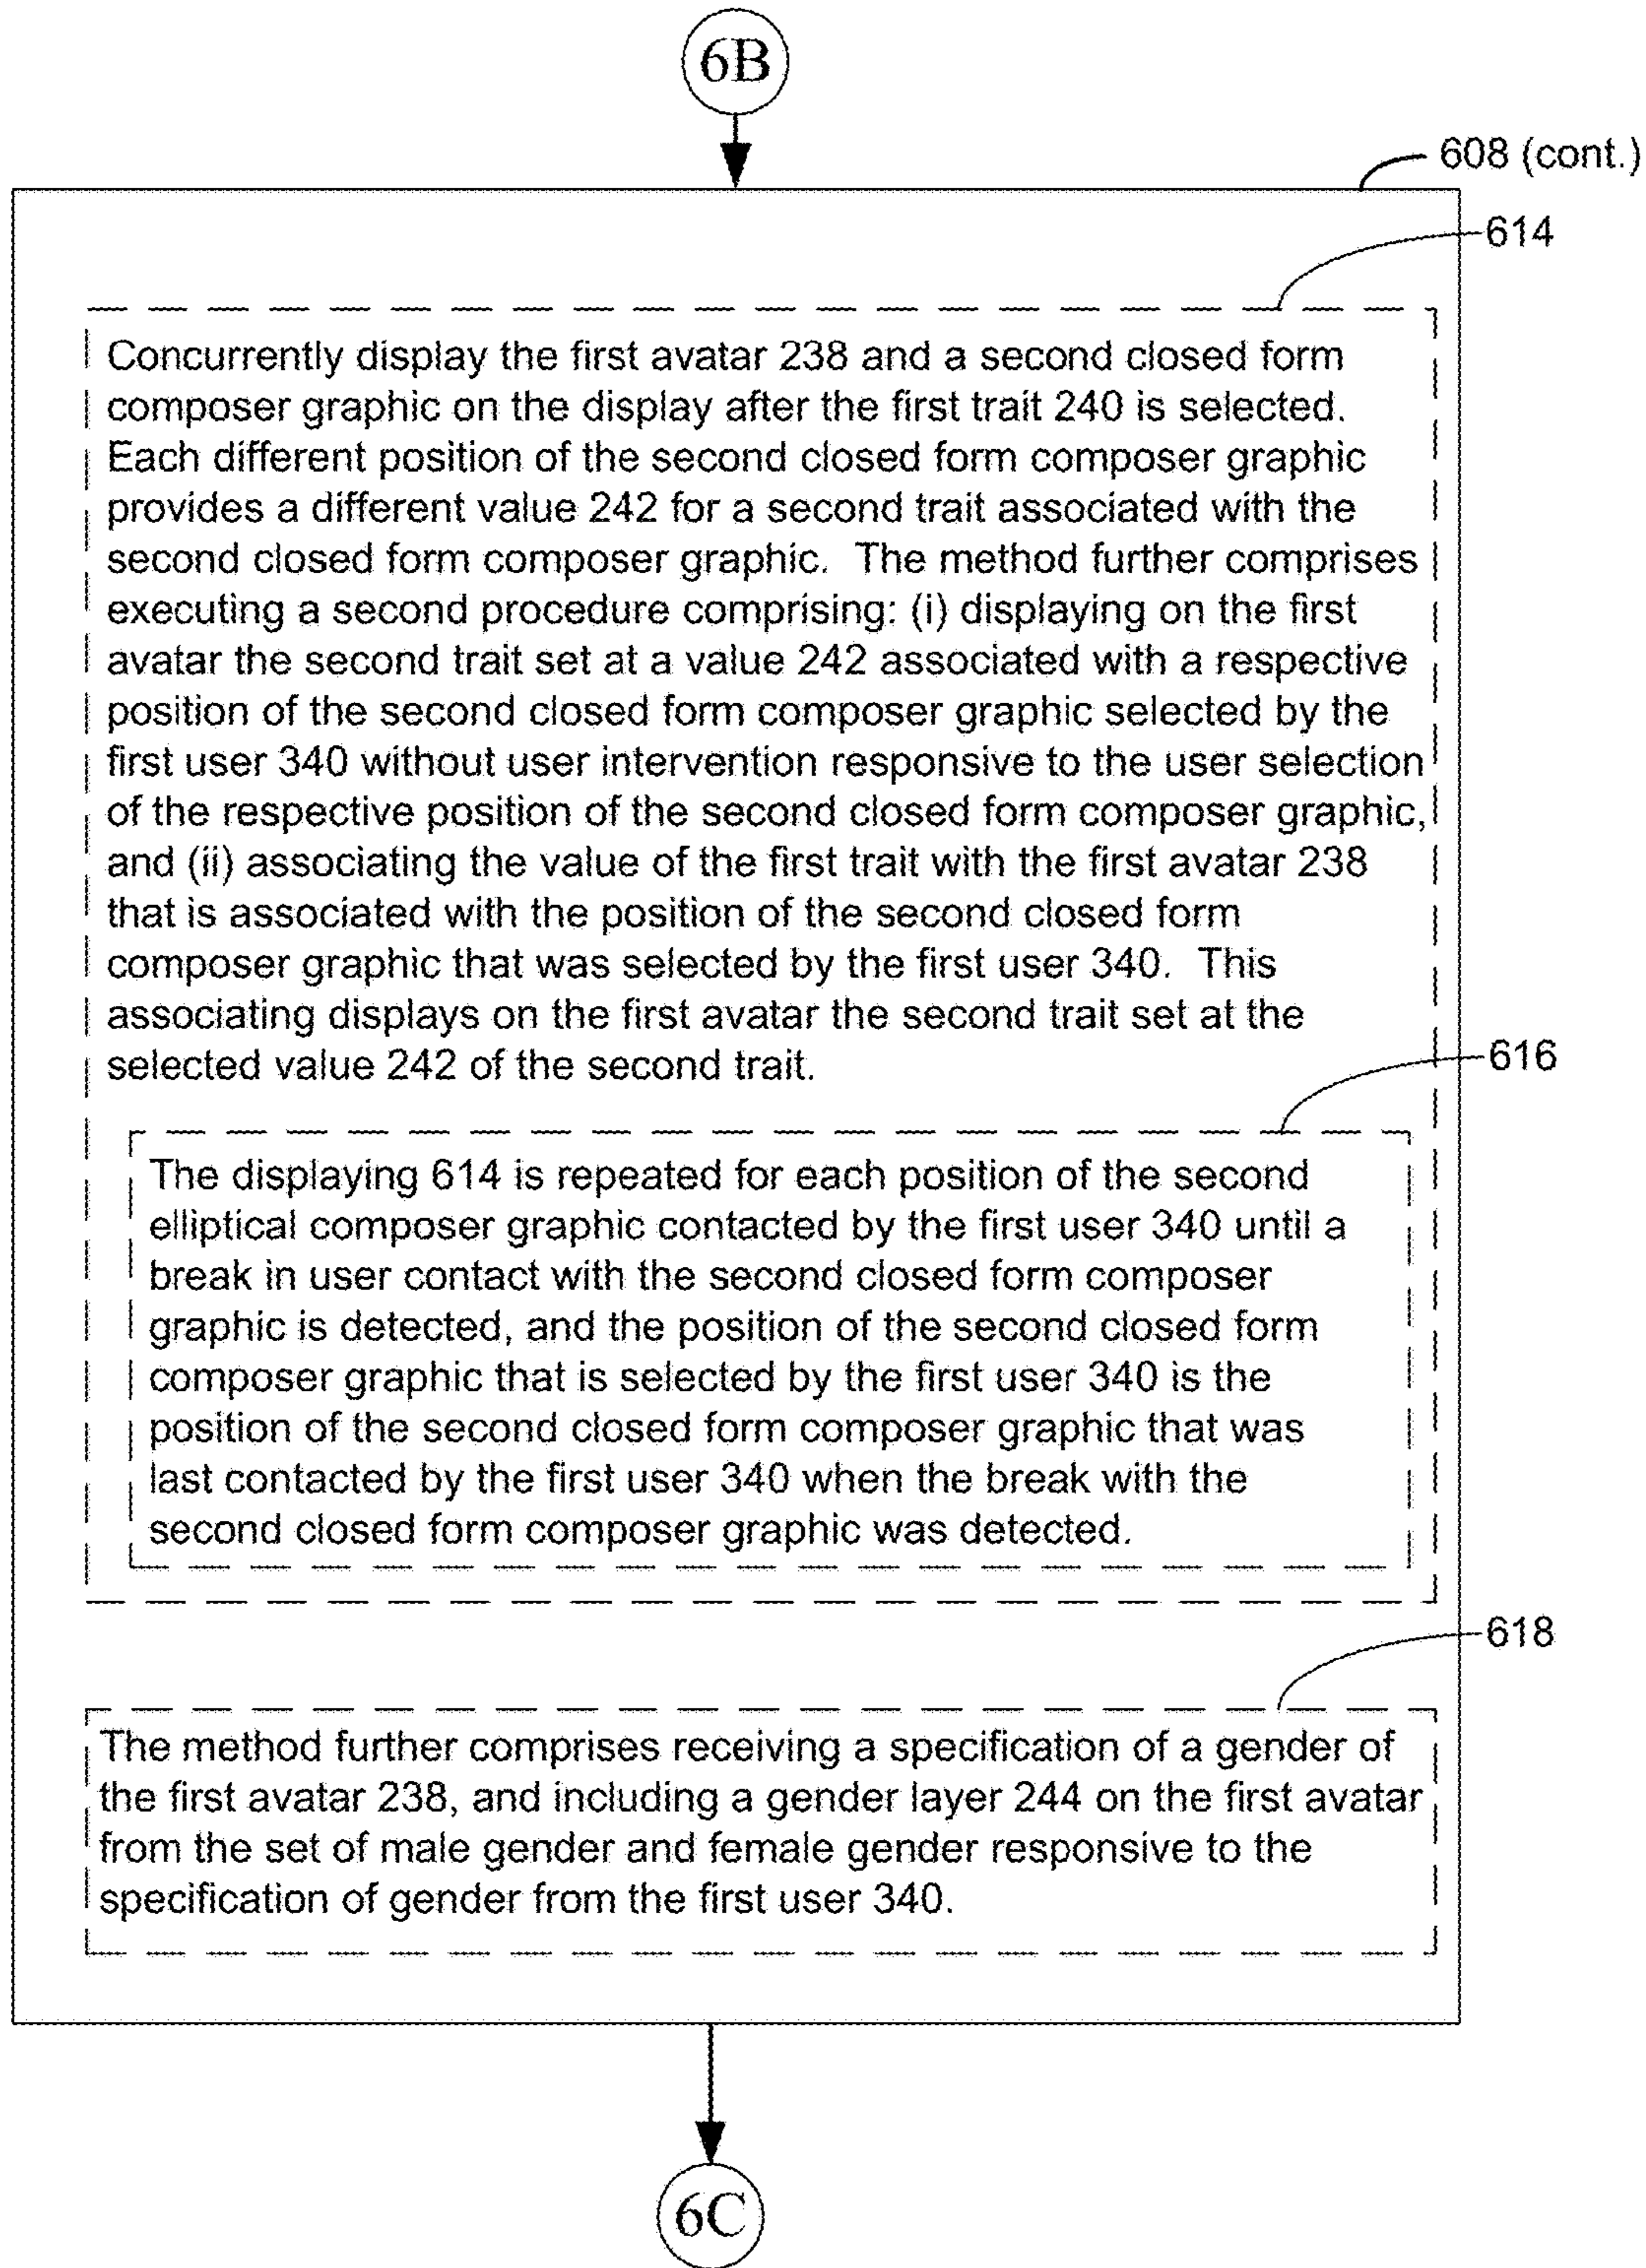 6B
608 (cont.)
614
Concurrently display the first avatar 238 and a second closed form
composer graphic on the display after the first trait 240 is selected.
Each different position of the second closed form composer graphic
provides a different value 242 for a second trait associated with the
second closed form composer graphic. The method further comprises
executing a second procedure comprising: (i) displaying on the first
avatar the second trait set at a value 242 associated with a respective
position of the second closed form composer graphic selected by the
first user 340 without user intervention responsive to the user selection
of the respective position of the second closed form composer graphic,
and (ii) associating the value of the first trait with the first avatar 238
that is associated with the position of the second closed form
composer graphic that was selected by the first user 340. This
associating displays on the first avatar the second trait set at the
selected value 242 of the second trait.
616
The displaying 614 is repeated for each position of the second
elliptical composer graphic contacted by the first user 340 until a
break in user contact with the second closed form composer
graphic is detected, and the position of the second closed form
composer graphic that is selected by the first user 340 is the
position of the second closed form composer graphic that was
last contacted by the first user 340 when the break with the
second closed form composer graphic was detected.
618
The method further comprises receiving a specification of a gender of
the first avatar 238, and including a gender layer 244 on the first avatar
from the set of male gender and female gender responsive to the
specification of gender from the first user 340.
6C